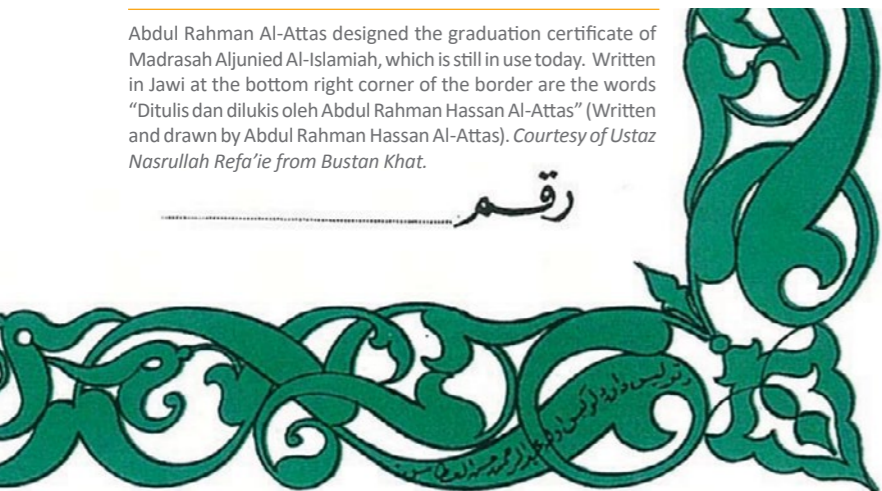 Abdul Rahman Al-Attas designed the graduation certificate of
Madrasah Aljunied Al-Islamiah, which is still in use today. Written
in Jawi at the bottom right corner of the border are the words
“Ditulis dan dilukis oleh Abdul Rahman Hassan Al-Attas” (Written
and drawn by Abdul Rahman Hassan Al-Attas). Courtesy of Ustaz
Nasrullah Refa’ie from Bustan Khat.
رقم